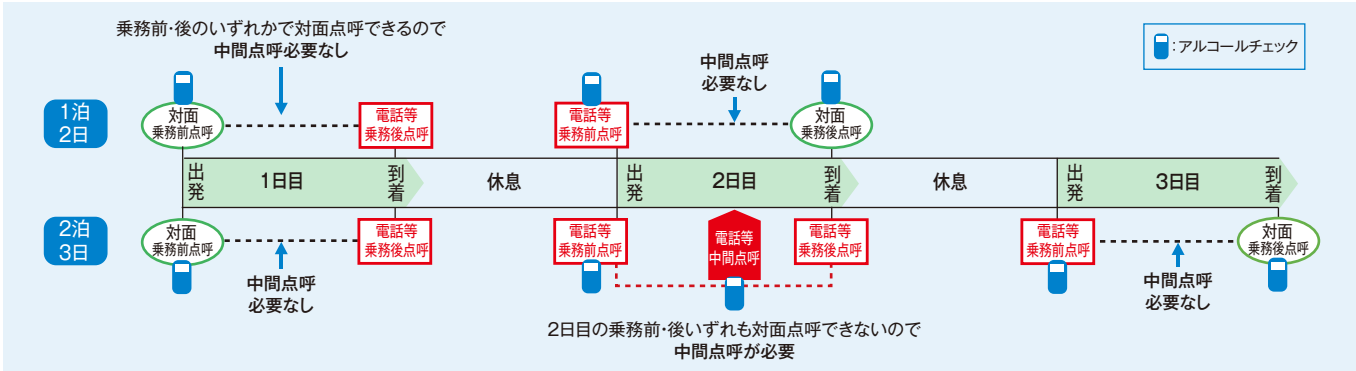 乗務前・後のいずれかで対面点呼できるので
中間点呼必要なし
中間点呼
必要なし
：アルコールチェック
1泊
2日
対面
乗務前点呼
電話等
乗務後点呼
電話等
乗務前点呼
対面
乗務後点呼
出発
1日目
到着
休息
出発
2日目
到着
休息
出発
3日目
到着
2泊
3日
対面
乗務前点呼
電話等
乗務後点呼
電話等
乗務前点呼
電話等
中間点呼
電話等
乗務後点呼
電話等
乗務前点呼
対面
乗務後点呼
中間点呼
必要なし
中間点呼
必要なし
2日目の乗務前・後いずれも対面点呼できないので
中間点呼が必要